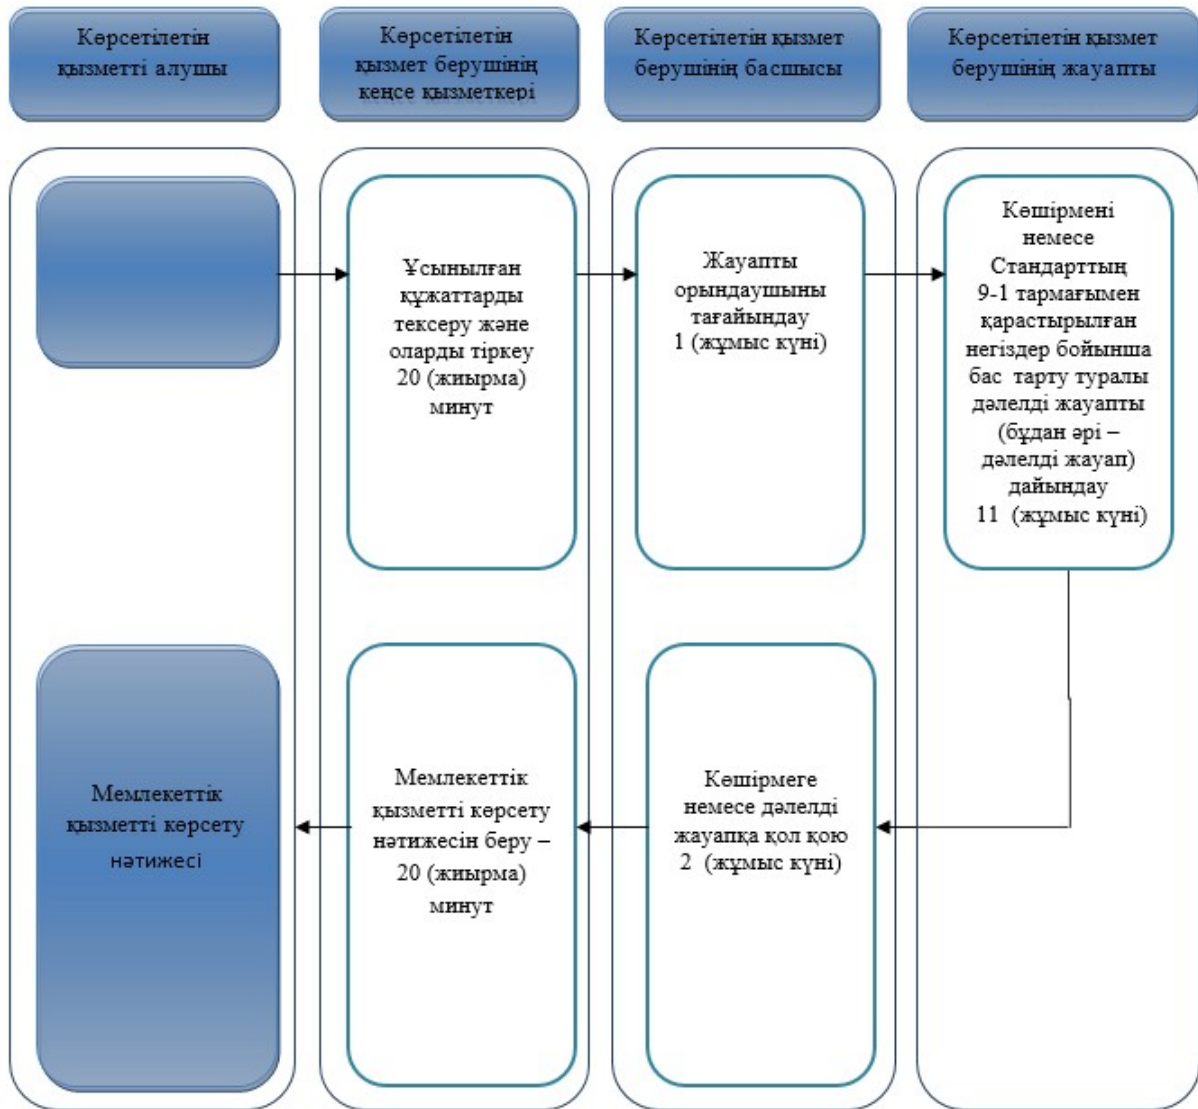 Көрсетілетін
қызметті алушы
Көрсетілетін
қызмет берушінің
кеңсе қызметкері
Көрсетілетін қызмет
берушінің басшысы
Көрсетілетін қызмет
берушінің жауапты
Ұсынылған
құжаттарды
тексеру және
оларды тіркеу
20 (жиырма)
минут
Жауапты
орындаушыны
тағайындау
1 (жұмыс күні)
Көшірмені
немесе
Стандарттың
9-1 тармағымен
қарастырылған
негіздер бойынша
бас тарту туралы
дәлелді жауапты
(бұдан әрі –
дәлелді жауап)
дайындау
11 (жұмыс күні)
Мемлекеттік
қызметті көрсету
нәтижесі
Мемлекеттік
қызметті көрсету
нәтижесін беру –
20 (жиырма)
минут
Көшірмеге
немесе дәлелді
жауапқа қол қою
2 (жұмыс күні)